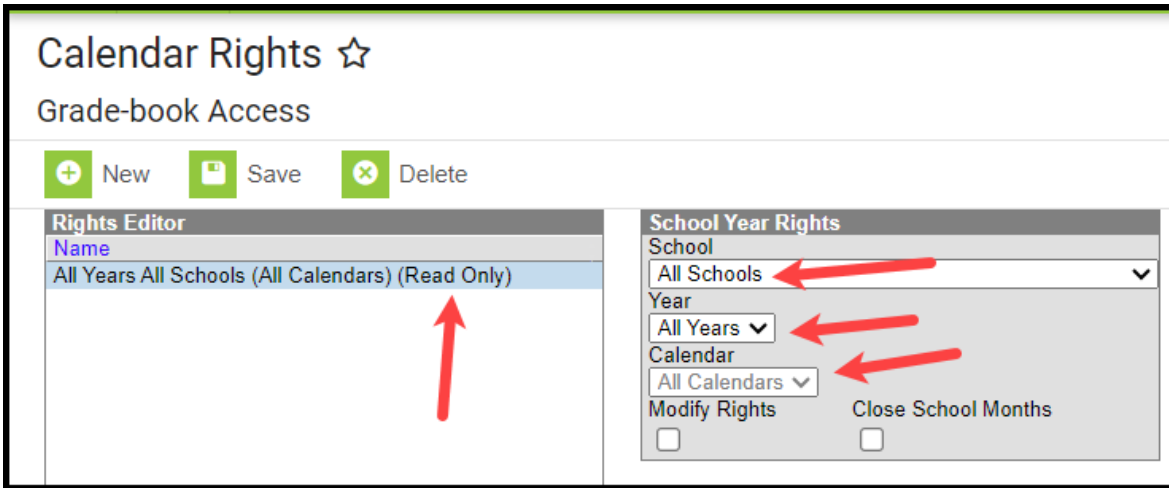 Calendar Rights
Grade-book Access
New Save Delete
Rights Editor
Name
All Years All Schools (All Calendars) (Read Only)
School Year Rights
School
All Schools
Year
All Years
Calendar
All Calendars
Modify Rights Close School Months